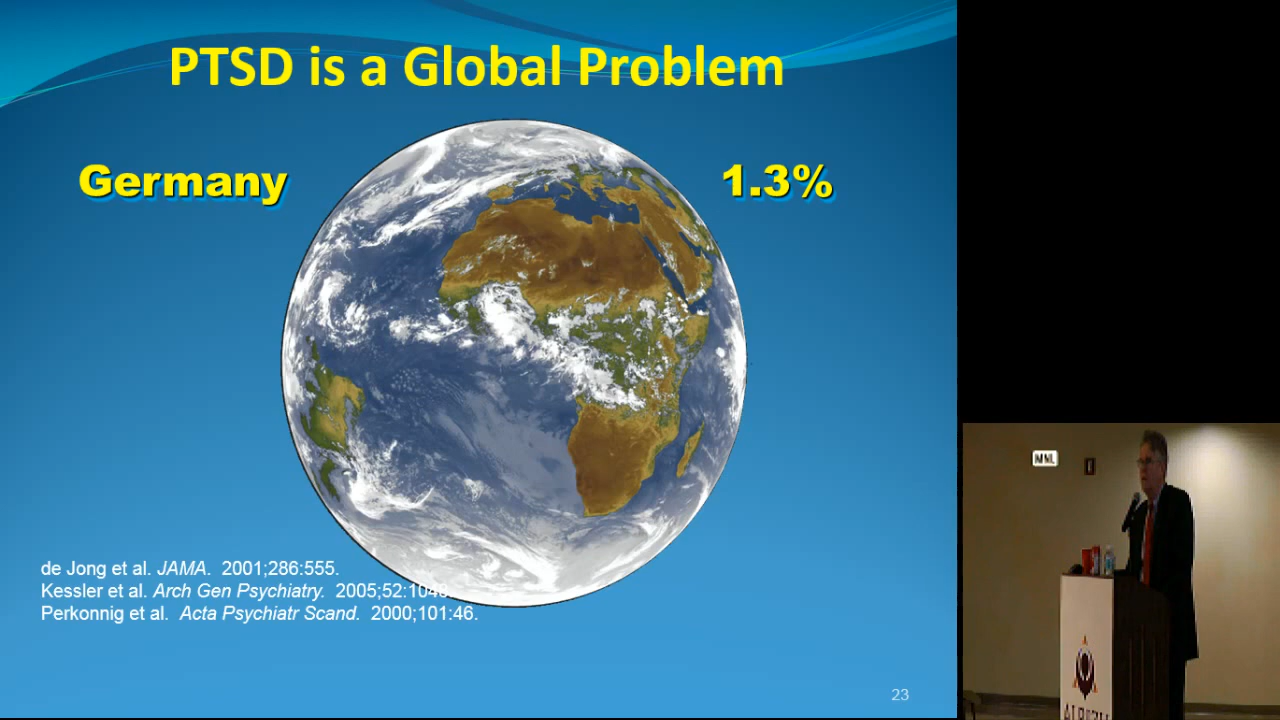 PTSD is a Global Problem
Germany
1.3%
de Jong et al. JAMA. 2001;286:555.
Kessler et al. Arch Gen Psychiatry. 2005;52:1048.
Perkonnig et al. Acta Psychiatr Scand. 2000;101:46.
23